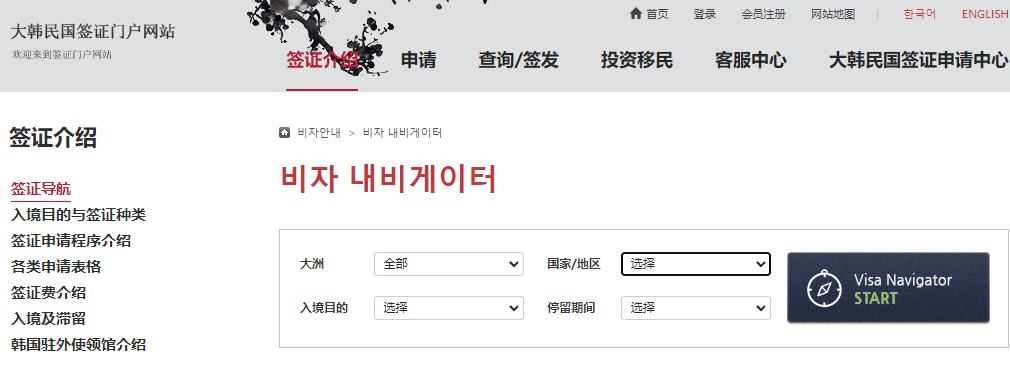 大韩民国签证门户网站
欢迎来到签证门户网站
首页 登录 会员注册 网站地图 | 한국어 ENGLISH
签证介绍 申请 查询/签发 投资移民 客服中心 大韩民国签证申请中心
签证介绍
签证导航
入境目的与签证种类
签证申请程序介绍
各类申请表格
签证费介绍
入境及滞留
韩国驻外使领馆介绍
비자안내 > 비자 내비게이터
비자 내비게이터
大洲 全部 国家/地区 选择
入境目的 选择 停留期间 选择
Visa Navigator
START